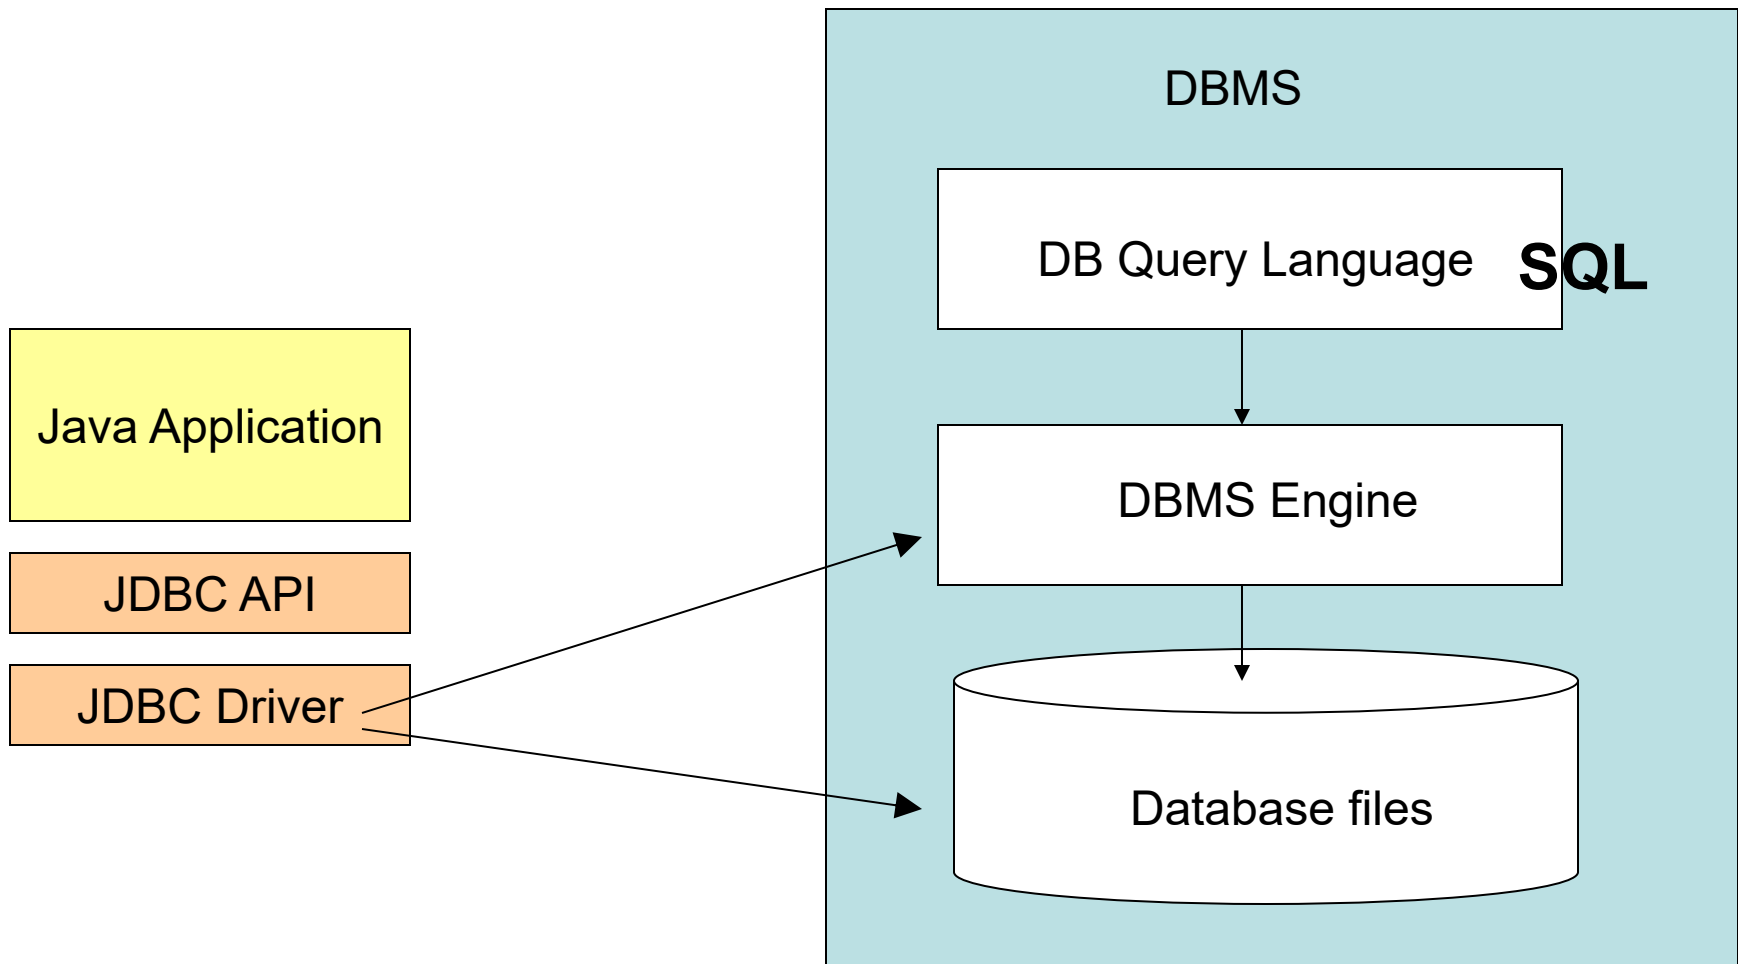 DBMS
DB Query Language
SQL
Java Application
DBMS Engine
JDBC API
JDBC Driver
Database files